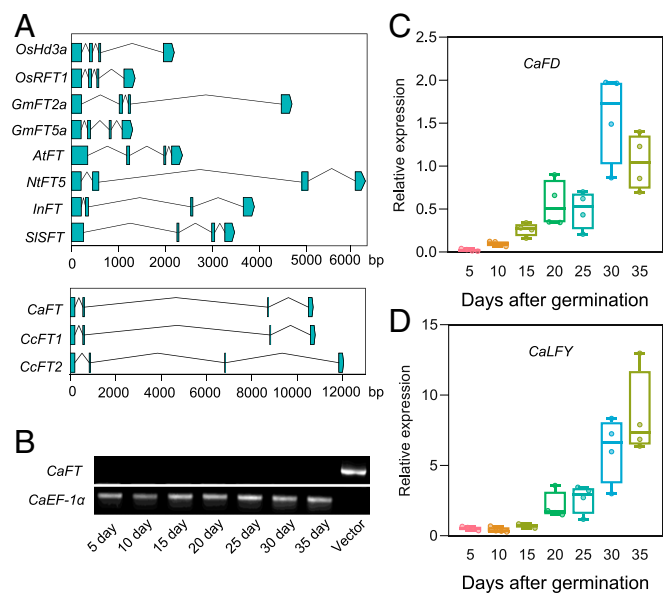 A
OsHd3a
OsRFT1
GmFT2a
GmFT5a
AtFT
NtFT5
InFT
SlSFT
0 1000 2000 3000 4000 5000 6000 bp
CaFT
CcFT1
CcFT2
0 2000 4000 6000 8000 10000 12000 bp
B
CaFT
CaEF-1α
5 day 10 day 15 day 20 day 25 day 30 day 35 day Vector
C
CaFD
Relative expression
2.5
2.0
1.5
1.0
0.5
0.0
5 10 15 20 25 30 35
Days after germination
D
CaLFY
Relative expression
15
10
5
0
5 10 15 20 25 30 35
Days after germination